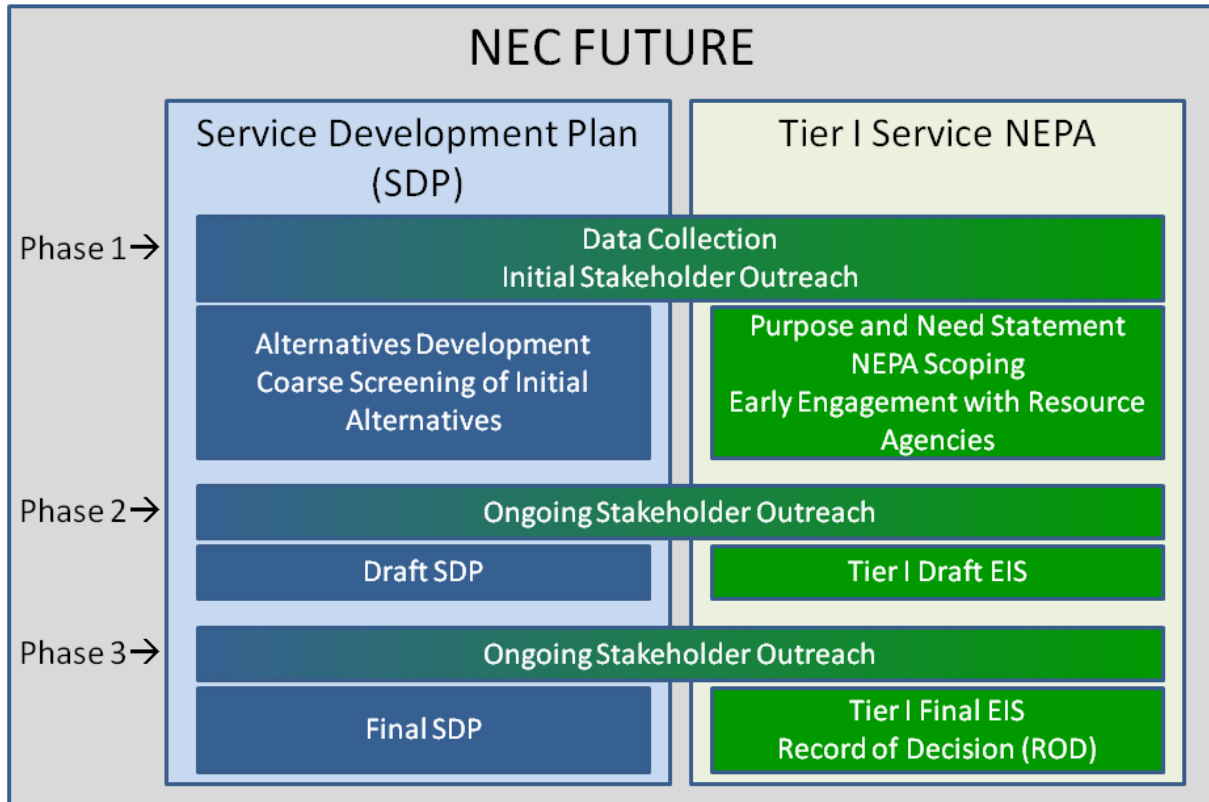 NEC FUTURE
Service Development Plan
(SDP)
Tier I Service NEPA
Phase 1→
Data Collection
Initial Stakeholder Outreach
Alternatives Development
Coarse Screening of Initial
Alternatives
Purpose and Need Statement
NEPA Scoping
Early Engagement with Resource
Agencies
Phase 2→
Ongoing Stakeholder Outreach
Draft SDP
Tier I Draft EIS
Phase 3→
Ongoing Stakeholder Outreach
Final SDP
Tier I Final EIS
Record of Decision (ROD)